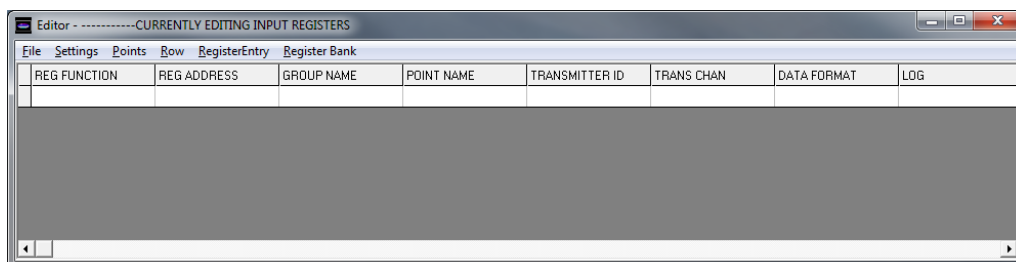 Editor - -----------CURRENTLY EDITING INPUT REGISTERS
File Settings Points Row RegisterEntry Register Bank
REG FUNCTION REG ADDRESS GROUP NAME POINT NAME TRANSMITTER ID TRANS CHAN DATA FORMAT LOG